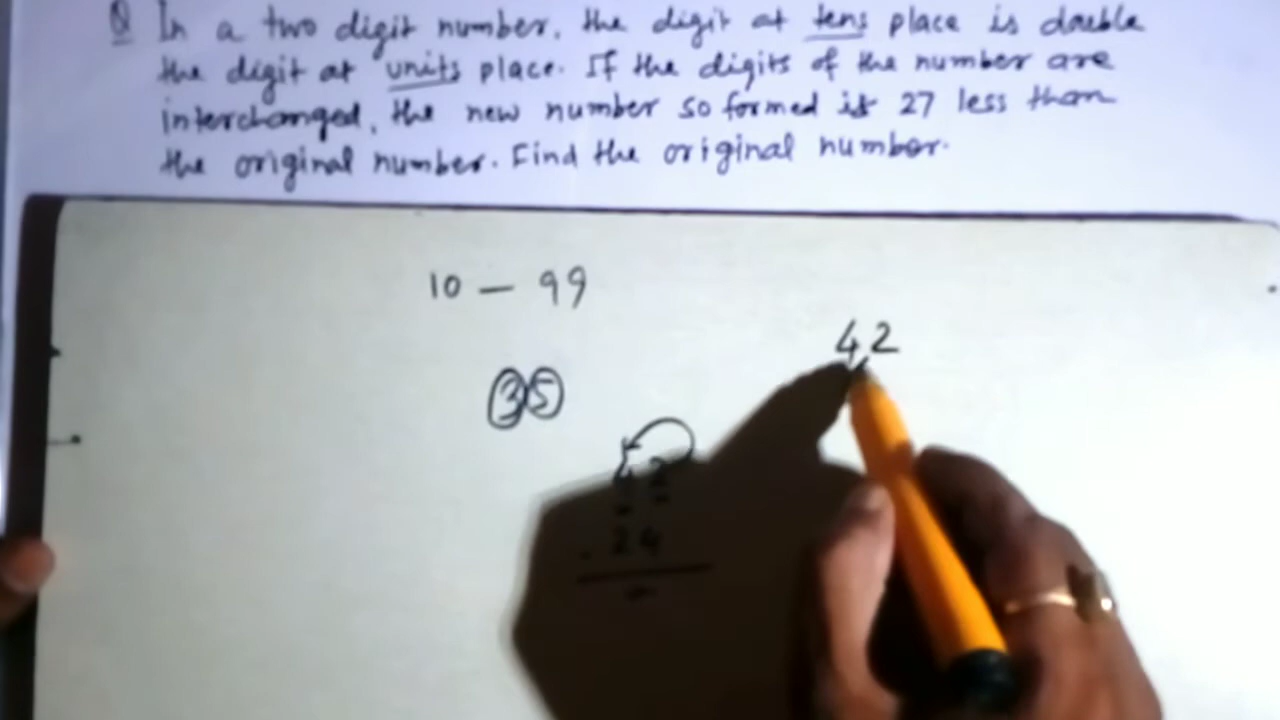 Q In a two digit number, the digit at tens place is double
the digit at units place. If the digits of the number are
interchanged, the new number so formed is 27 less than
the original number. Find the original number.
10 — 99
42
35
42
24